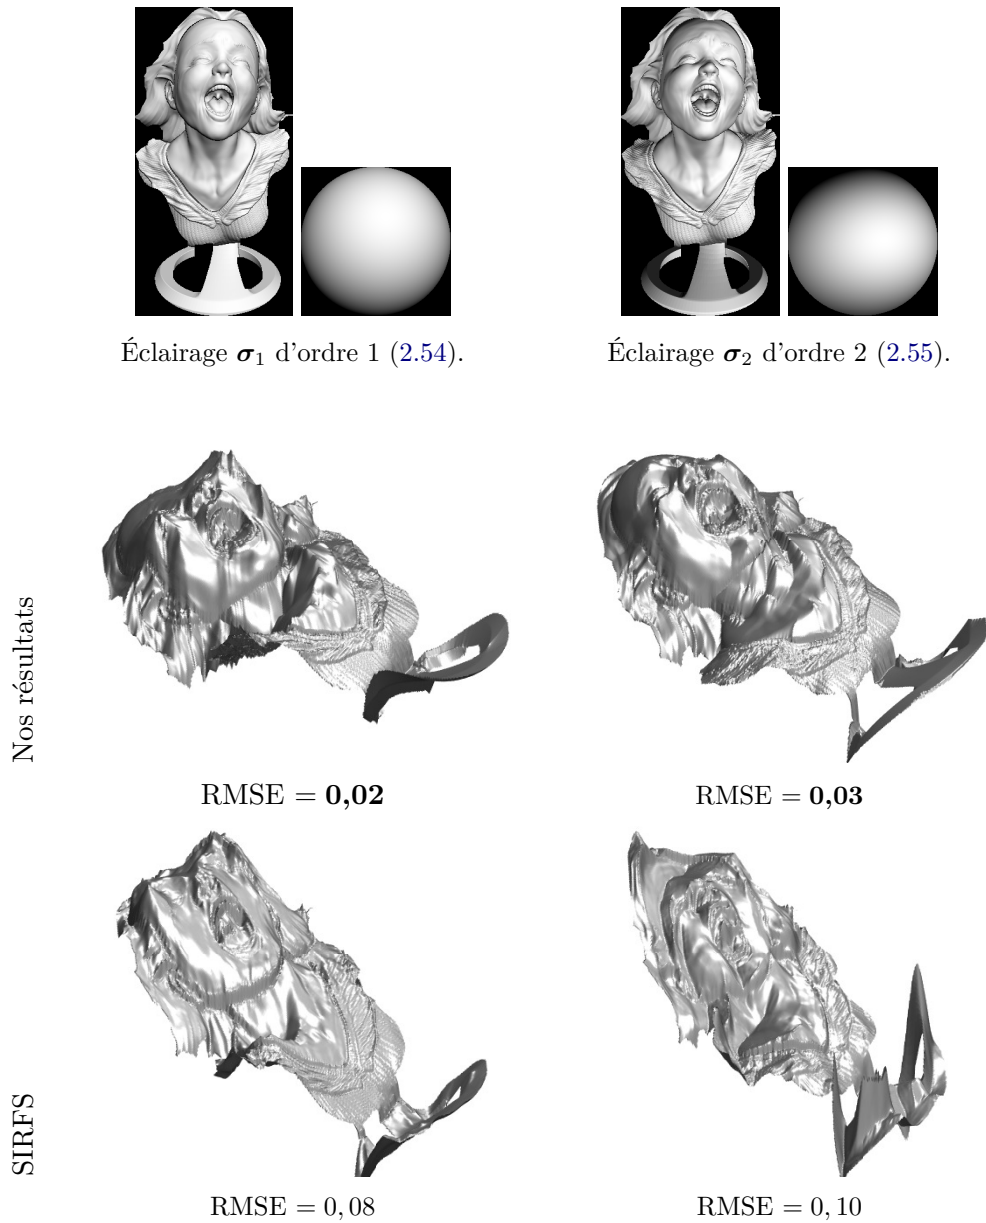 Éclairage σ₁ d'ordre 1 (2.54).
Éclairage σ₂ d'ordre 2 (2.55).
Nos résultats
RMSE = 0,02
RMSE = 0,03
SIRFS
RMSE = 0, 08
RMSE = 0, 10